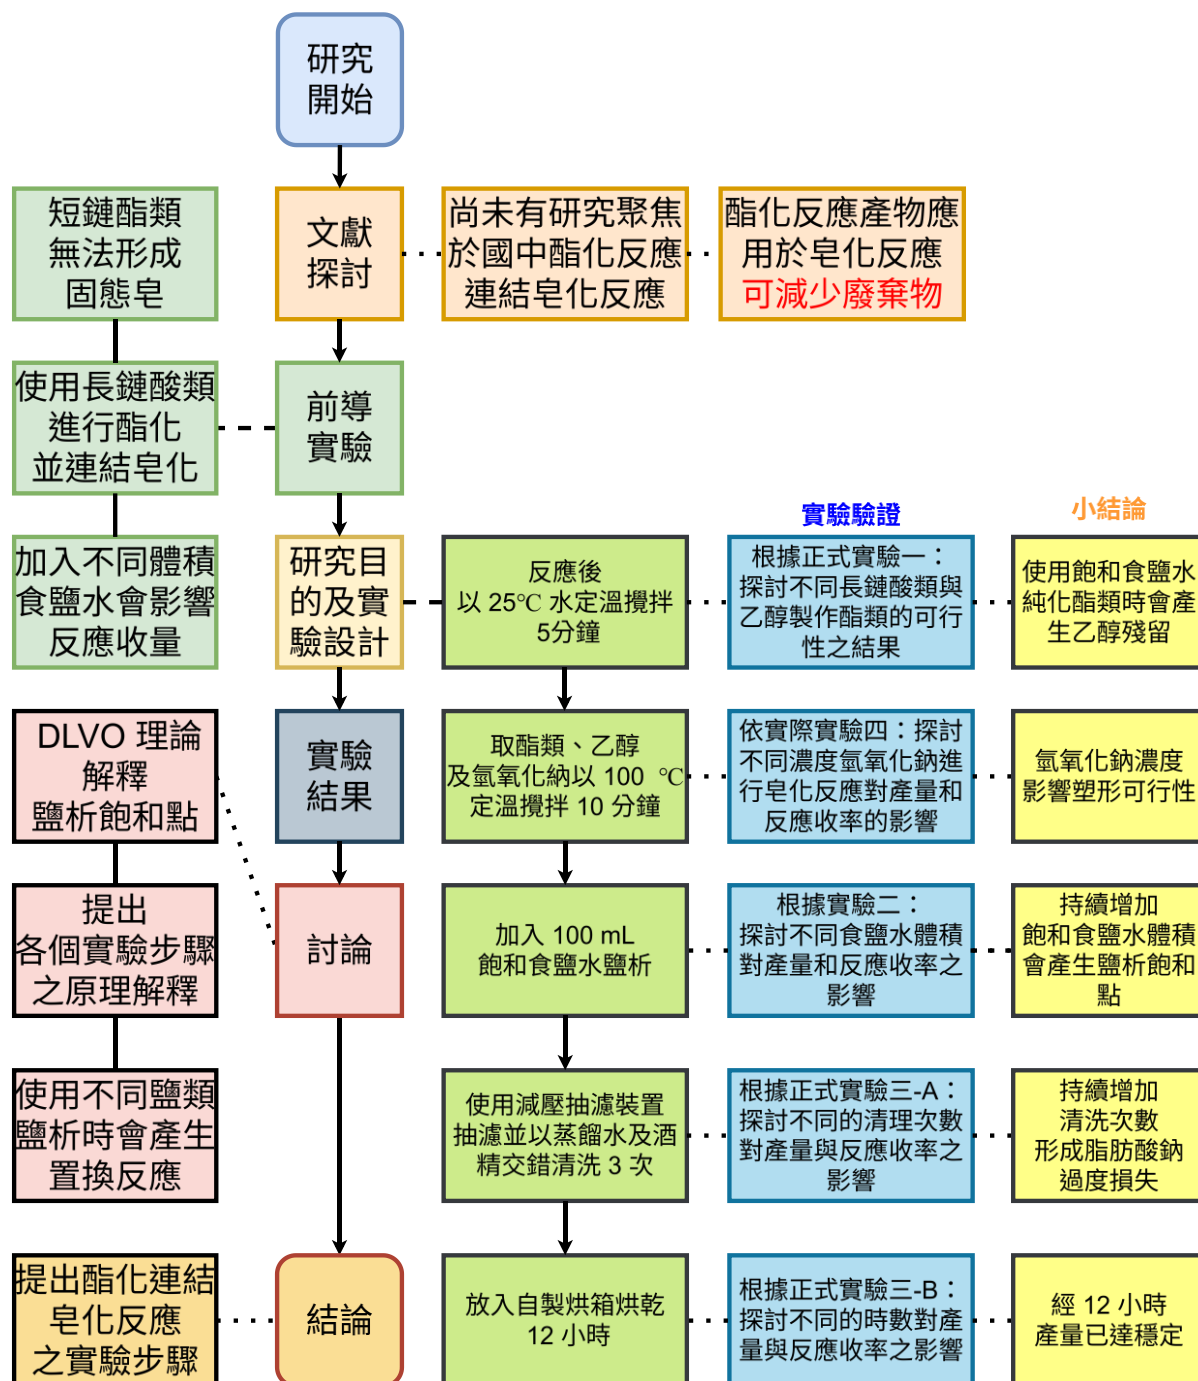 研究
開始
文獻
探討
尚未有研究聚焦
於國中酯化反應
連結皂化反應
酯化反應產物應
用於皂化反應
可減少廢棄物
短鏈酯類
無法形成
固態皂
使用長鏈酸類
進行酯化
並連結皂化
加入不同體積
食鹽水會影響
反應收量
前導
實驗
研究目
的及實
驗設計
實驗驗證
小結論
反應後
以 25℃ 水定溫攪拌
5分鐘
根據正式實驗一：
探討不同長鏈酸類與
乙醇製作酯類的可行
性之結果
使用飽和食鹽水
純化酯類時會產
生乙醇殘留
實驗
結果
取酯類、乙醇
及氫氧化納以 100 ℃
定溫攪拌 10 分鐘
依實際實驗四：探討
不同濃度氫氧化鈉進
行皂化反應對產量和
反應收率的影響
氫氧化鈉濃度
影響塑形可行性
DLVO 理論
解釋
鹽析飽和點
提出
各個實驗步驟
之原理解釋
使用不同鹽類
鹽析時會產生
置換反應
討論
加入 100 mL
飽和食鹽水鹽析
根據實驗二：
探討不同食鹽水體積
對產量和反應收率之
影響
持續增加
飽和食鹽水體積
會產生鹽析飽和
點
使用減壓抽濾裝置
抽濾並以蒸餾水及酒
精交錯清洗 3 次
根據正式實驗三-A：
探討不同的清理次數
對產量與反應收率之
影響
持續增加
清洗次數
形成脂肪酸鈉
過度損失
提出酯化連結
皂化反應
之實驗步驟
結論
放入自製烘箱烘乾
12 小時
根據正式實驗三-B：
探討不同的時數對產
量與反應收率之影響
經 12 小時
產量已達穩定